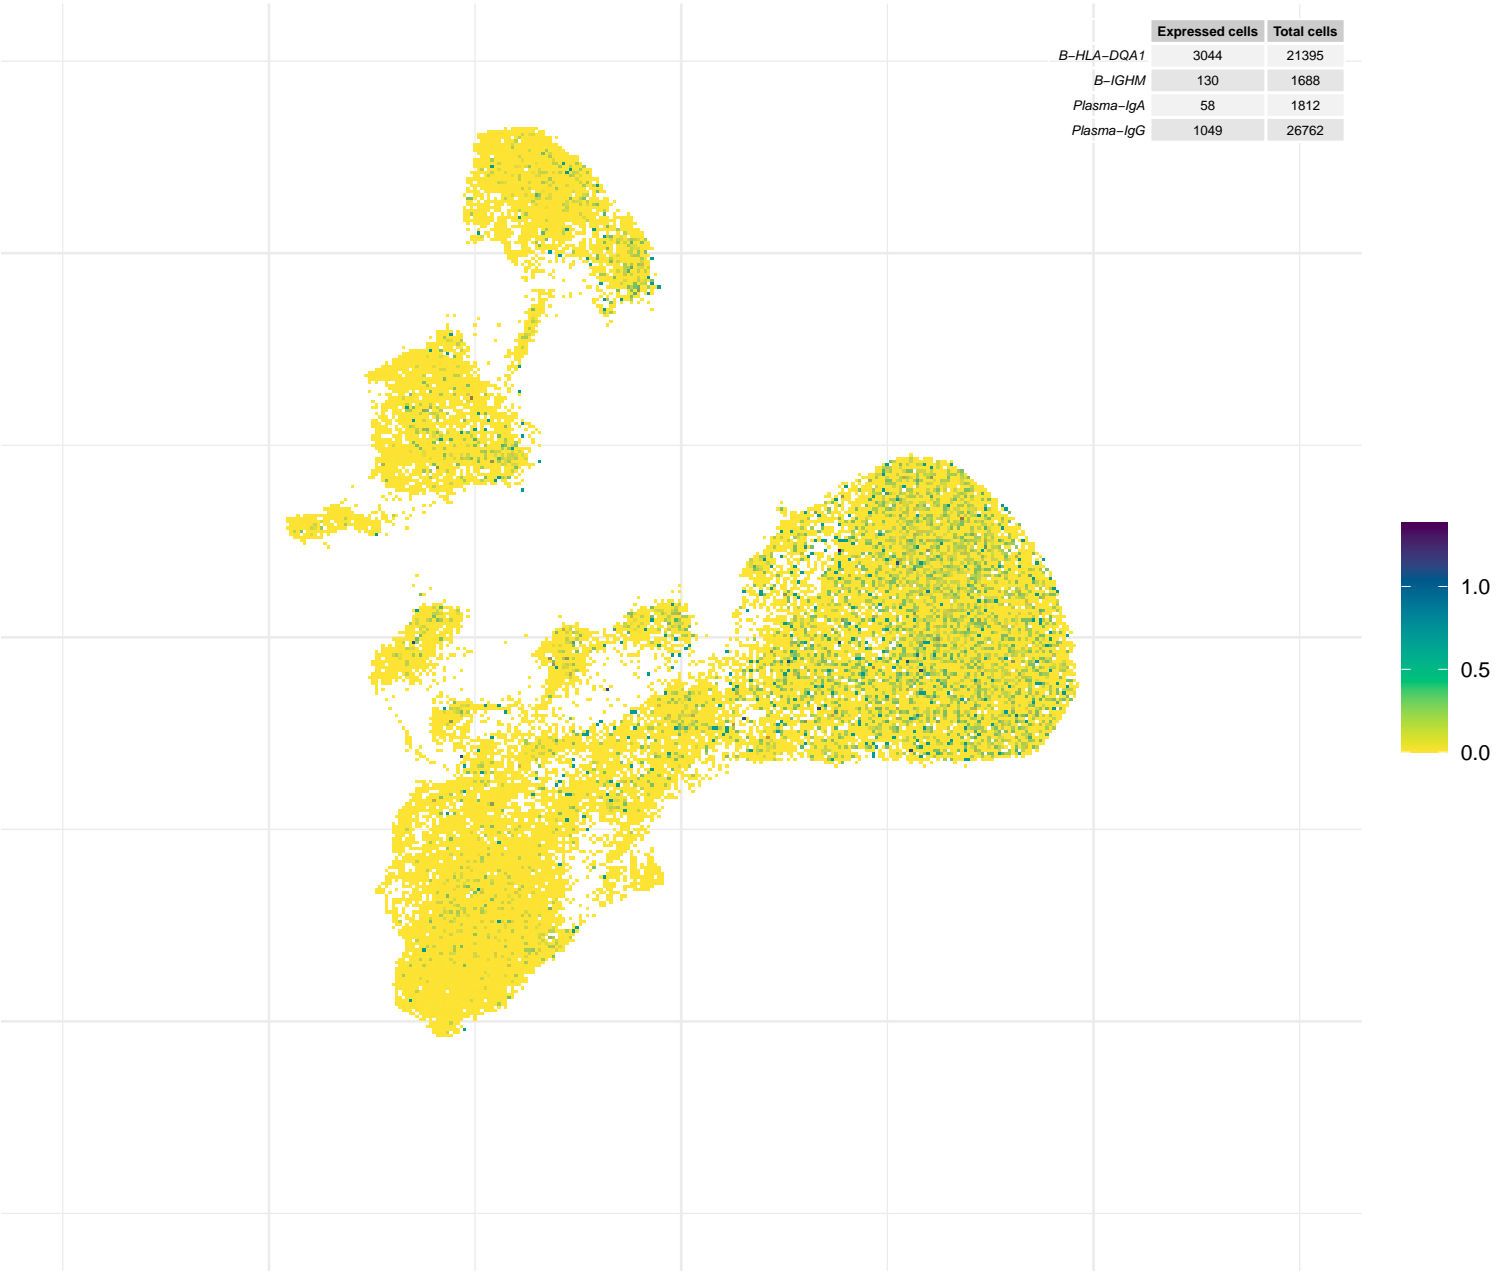 Expressed cells Total cells
B−HLA−DQA1 3044 21395
B−IGHM 130 1688
Plasma−IgA 58 1812
Plasma−IgG 1049 26762
1.0
0.5
0.0